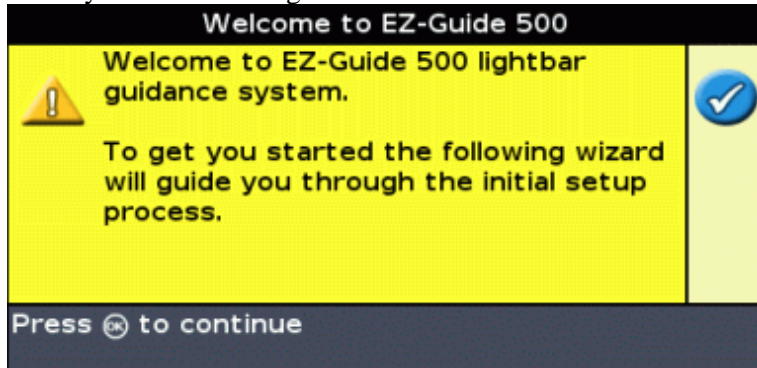 Welcome to EZ-Guide 500
Welcome to EZ-Guide 500 lightbar
guidance system.
To get you started the following wizard
will guide you through the initial setup
process.
Press OK to continue